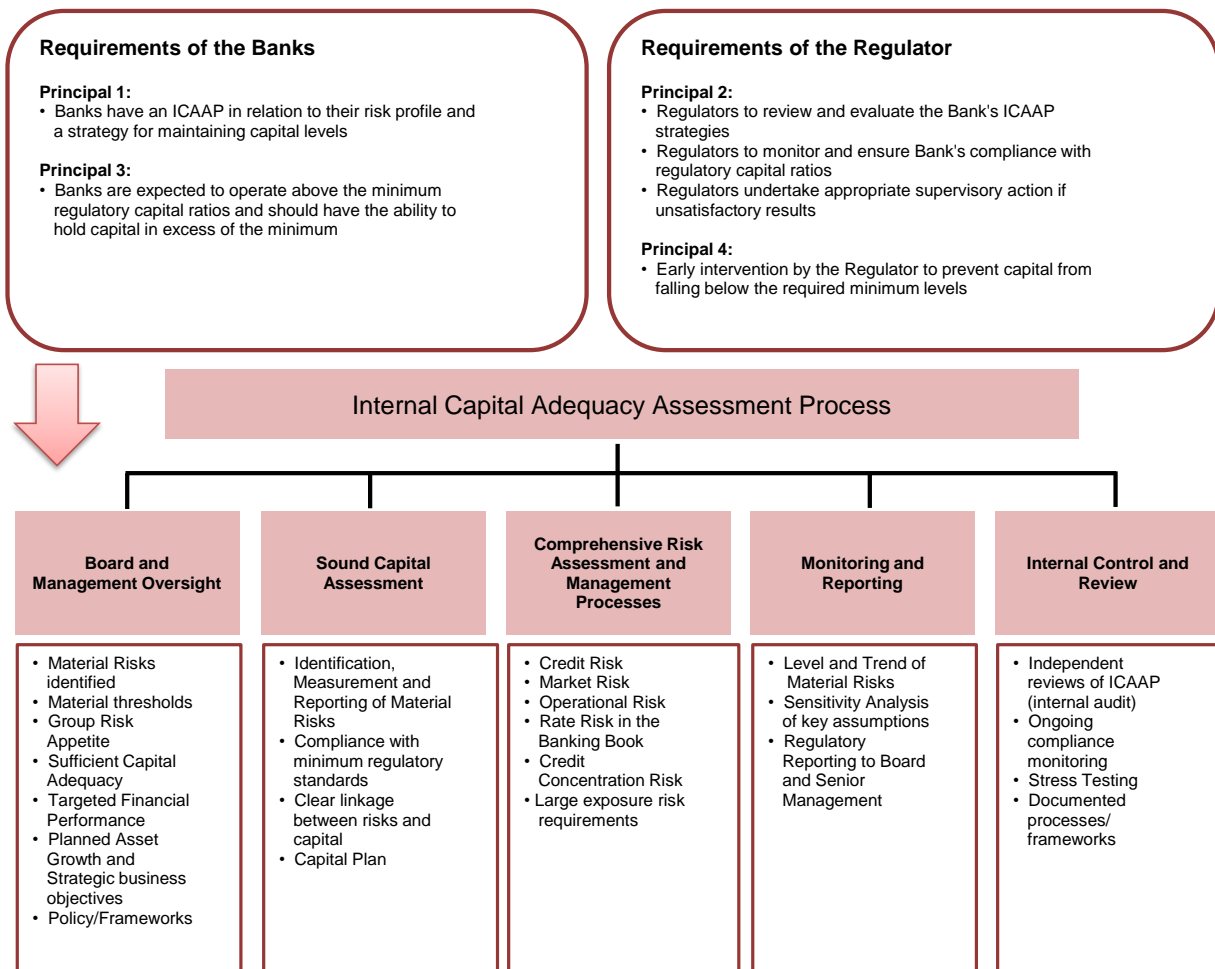 Requirements of the Banks
Principal 1:
• Banks have an ICAAP in relation to their risk profile and
a strategy for maintaining capital levels
Principal 3:
• Banks are expected to operate above the minimum
regulatory capital ratios and should have the ability to
hold capital in excess of the minimum
Requirements of the Regulator
Principal 2:
• Regulators to review and evaluate the Bank's ICAAP
strategies
• Regulators to monitor and ensure Bank's compliance with
regulatory capital ratios
• Regulators undertake appropriate supervisory action if
unsatisfactory results
Principal 4:
• Early intervention by the Regulator to prevent capital from
falling below the required minimum levels
Internal Capital Adequacy Assessment Process
Board and
Management Oversight
• Material Risks
identified
• Material thresholds
• Group Risk
Appetite
• Sufficient Capital
Adequacy
• Targeted Financial
Performance
• Planned Asset
Growth and
Strategic business
objectives
• Policy/Frameworks
Sound Capital
Assessment
• Identification,
Measurement and
Reporting of Material
Risks
• Compliance with
minimum regulatory
standards
• Clear linkage
between risks and
capital
• Capital Plan
Comprehensive Risk
Assessment and
Management
Processes
• Credit Risk
• Market Risk
• Operational Risk
• Rate Risk in the
Banking Book
• Credit
Concentration Risk
• Large exposure risk
requirements
Monitoring and
Reporting
• Level and Trend of
Material Risks
• Sensitivity Analysis
of key assumptions
• Regulatory
Reporting to Board
and Senior
Management
Internal Control and
Review
• Independent
reviews of ICAAP
(internal audit)
• Ongoing
compliance
monitoring
• Stress Testing
• Documented
processes/
frameworks